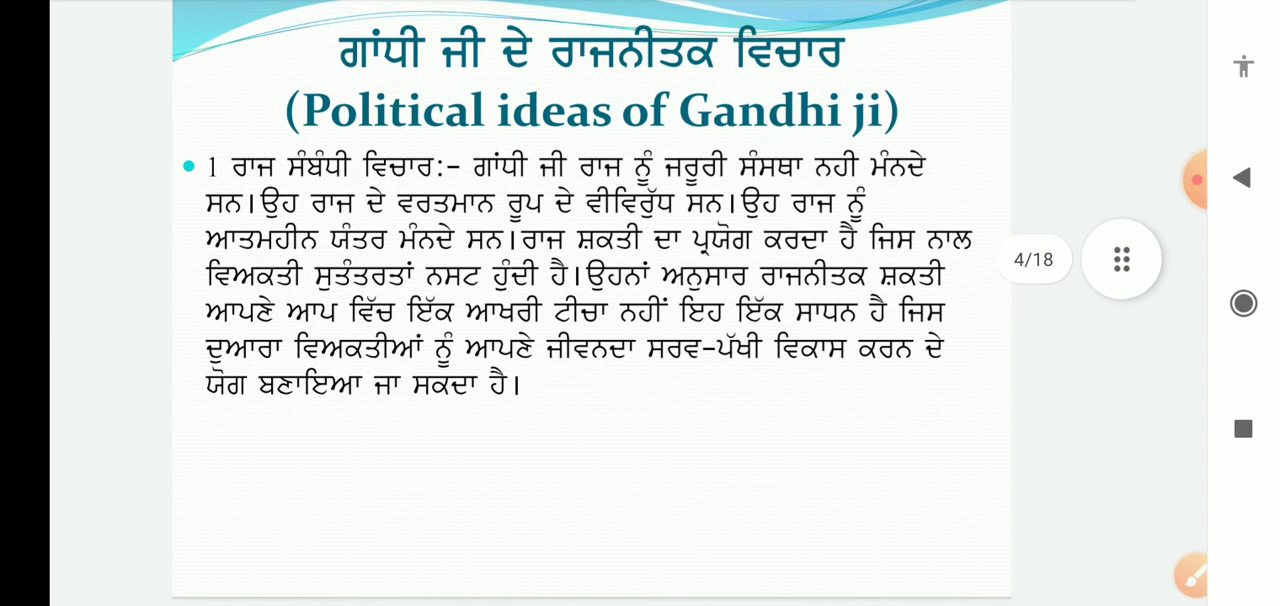 ਗਾਂਧੀ ਜੀ ਦੇ ਰਾਜਨੀਤਕ ਵਿਚਾਰ
(Political ideas of Gandhi ji)
• 1 ਰਾਜ ਸੰਬੰਧੀ ਵਿਚਾਰ:- ਗਾਂਧੀ ਜੀ ਰਾਜ ਨੂੰ ਜਰੂਰੀ ਸੰਸਥਾ ਨਹੀ ਮੰਨਦੇ
ਸਨ।ਉਹ ਰਾਜ ਦੇ ਵਰਤਮਾਨ ਰੂਪ ਦੇ ਵੀਵਿਰੁੱਧ ਸਨ।ਉਹ ਰਾਜ ਨੂੰ
ਆਤਮਹੀਨ ਯੰਤਰ ਮੰਨਦੇ ਸਨ।ਰਾਜ ਸ਼ਕਤੀ ਦਾ ਪ੍ਰਯੋਗ ਕਰਦਾ ਹੈ ਜਿਸ ਨਾਲ
ਵਿਅਕਤੀ ਸੁਤੰਤਰਤਾਂ ਨਸਟ ਹੁੰਦੀ ਹੈ।ਉਹਨਾਂ ਅਨੁਸਾਰ ਰਾਜਨੀਤਕ ਸ਼ਕਤੀ
ਆਪਣੇ ਆਪ ਵਿੱਚ ਇੱਕ ਆਖਰੀ ਟੀਚਾ ਨਹੀਂ ਇਹ ਇੱਕ ਸਾਧਨ ਹੈ ਜਿਸ
ਦੁਆਰਾ ਵਿਅਕਤੀਆਂ ਨੂੰ ਆਪਣੇ ਜੀਵਨਦਾ ਸਰਵ-ਪੱਖੀ ਵਿਕਾਸ ਕਰਨ ਦੇ
ਯੋਗ ਬਣਾਇਆ ਜਾ ਸਕਦਾ ਹੈ।
4/18